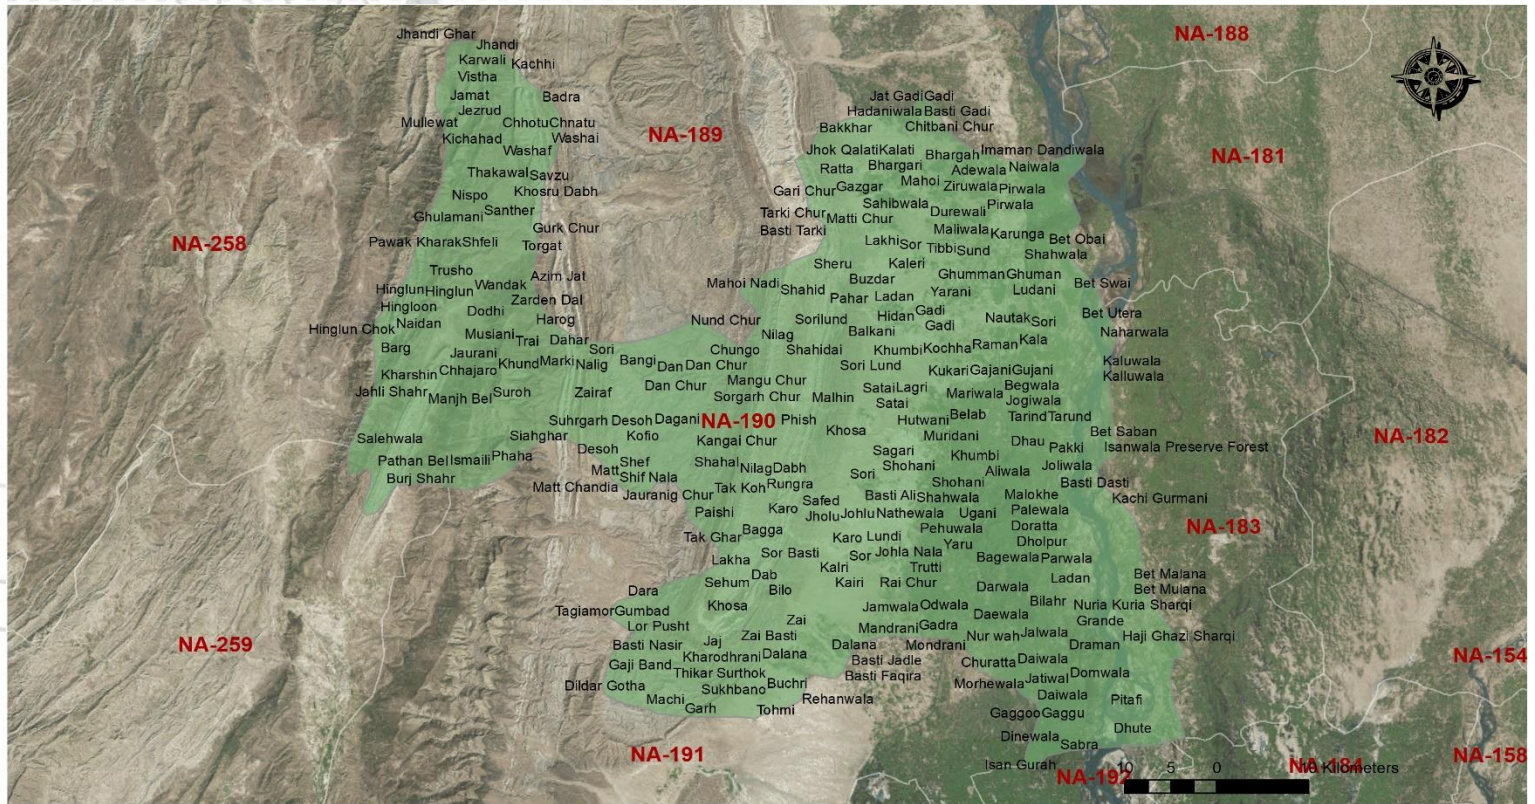 NA-188
Jhandi Ghar
Jhandi
Karwali
Kachhi
Vistha
Jamat
Badra
Jat Gadi
Gadi
Jezrud
Hadaniwala
Basti Gadi
Mullewat
Chhotu
Chnatu
Bakkhar
Chitbani Chur
NA-189
Kichahad
Washai
Washaf
Jhok Qalati
Kalati
Bhargah
Imaman Dandiwala
NA-181
Thakawal
Savzu
Ratta
Bhargari
Adewala
Naiwala
Nispo
Khosru Dabh
Gari Chur
Gazgar
Mahoi
Ziruwala
Pirwala
Ghulamani
Santher
Tarki Chur
Matti Chur
Sahibwala
Durewali
Pirwala
Gurk Chur
Basti Tarki
Maliwala
Karunga
NA-258
Pawak Kharak
Shfeli
Torgat
Lakhi
Sor
Tibbi
Sund
Bet Obai
Shahwala
Trusho
Azim Jat
Sheru
Kaleri
Ghumman
Ghuman
Hinglun
Hinglun
Wandak
Mahoi Nadi
Shahid
Buzdar
Yarani
Ludani
Bet Swai
Hingloon
Dodhi
Zarden Dal
Pahar
Ladan
Hinglun Chok
Naidan
Harog
Nund Chur
Sorilund
Hidan
Gadi
Nautak
Sori
Bet Utera
Musiani
Trai
Dahar
Nilag
Balkani
Gadi
Naharwala
Barg
Jaurani
Sori
Chungo
Shahidai
Khumbi
Kochha
Raman
Kala
Kharshin
Chhajaro
Khund
Marki
Nalig
Bangi
Dan
Dan Chur
Sori Lund
Kukari
Gajani
Gujani
Kaluwala
Kalluwala
Jahli Shahr
Manjh Bel
Suroh
Zairaf
Dan Chur
Mangu Chur
Sorgarh Chur
Malhin
Satai
Lagri
Mariwala
Begwala
Satai
Jogiwala
Suhrgarh Desoh
Dagani
NA-190
Phish
Hutwani
Belab
Tarind
Tarund
Salehwala
Siahghar
Kofio
Kangai Chur
Khosa
Muridani
Dhau
Pakki
Bet Saban
NA-182
Pathan Bel
Ismaili
Phaha
Desoh
Sagari
Khumbi
Isanwala Preserve Forest
Burj Shahr
Matt
Shef
Shahal
Nilag
Dabh
Sori
Shohani
Aliwala
Joliwala
Matt Chandia
Shif Nala
Tak Koh
Rungra
Shohani
Basti Dasti
Jauranig Chur
Safed
Basti Ali
Shahwala
Malokhe
Kachi Gurmani
Paishi
Karo
Jholu
Johlu
Nathewala
Ugani
Palewala
NA-183
Tak Ghar
Bagga
Karo
Lundi
Pehuwala
Doratta
Lakha
Sor Basti
Sor
Johla Nala
Yaru
Dholpur
Dab
Kalri
Trutti
Bagewala
Parwala
Dara
Sehum
Bilo
Kairi
Rai Chur
Darwala
Ladan
Bet Malana
Bet Mulana
Tagiamor
Gumbad
Khosa
Jamwala
Odwala
Daewala
Bilahr
Nuria Kuria Sharqi
Lor Pusht
Zai
Mandrani
Gadra
Grande
Basti Nasir
Jaj
Zai Basti
Dalana
Mondrani
Nur wah
Jalwala
Draman
Haji Ghazi Sharqi
NA-259
Gaji Band
Kharodhrani
Dalana
Basti Jadle
Churatta
Daiwala
NA-154
Thikar
Surthok
Basti Faqira
Domwala
Dildar Gotha
Sukhbano
Buchri
Morhewala
Jatiwal
Machi
Rehanwala
Daiwala
Pitafi
Garh
Tohmi
Gaggoo
Gaggu
Dinewala
Dhute
NA-191
Sabra
NA-158
Isan Gurah
NA-192
NA-184
10
5
0
10 Kilometers